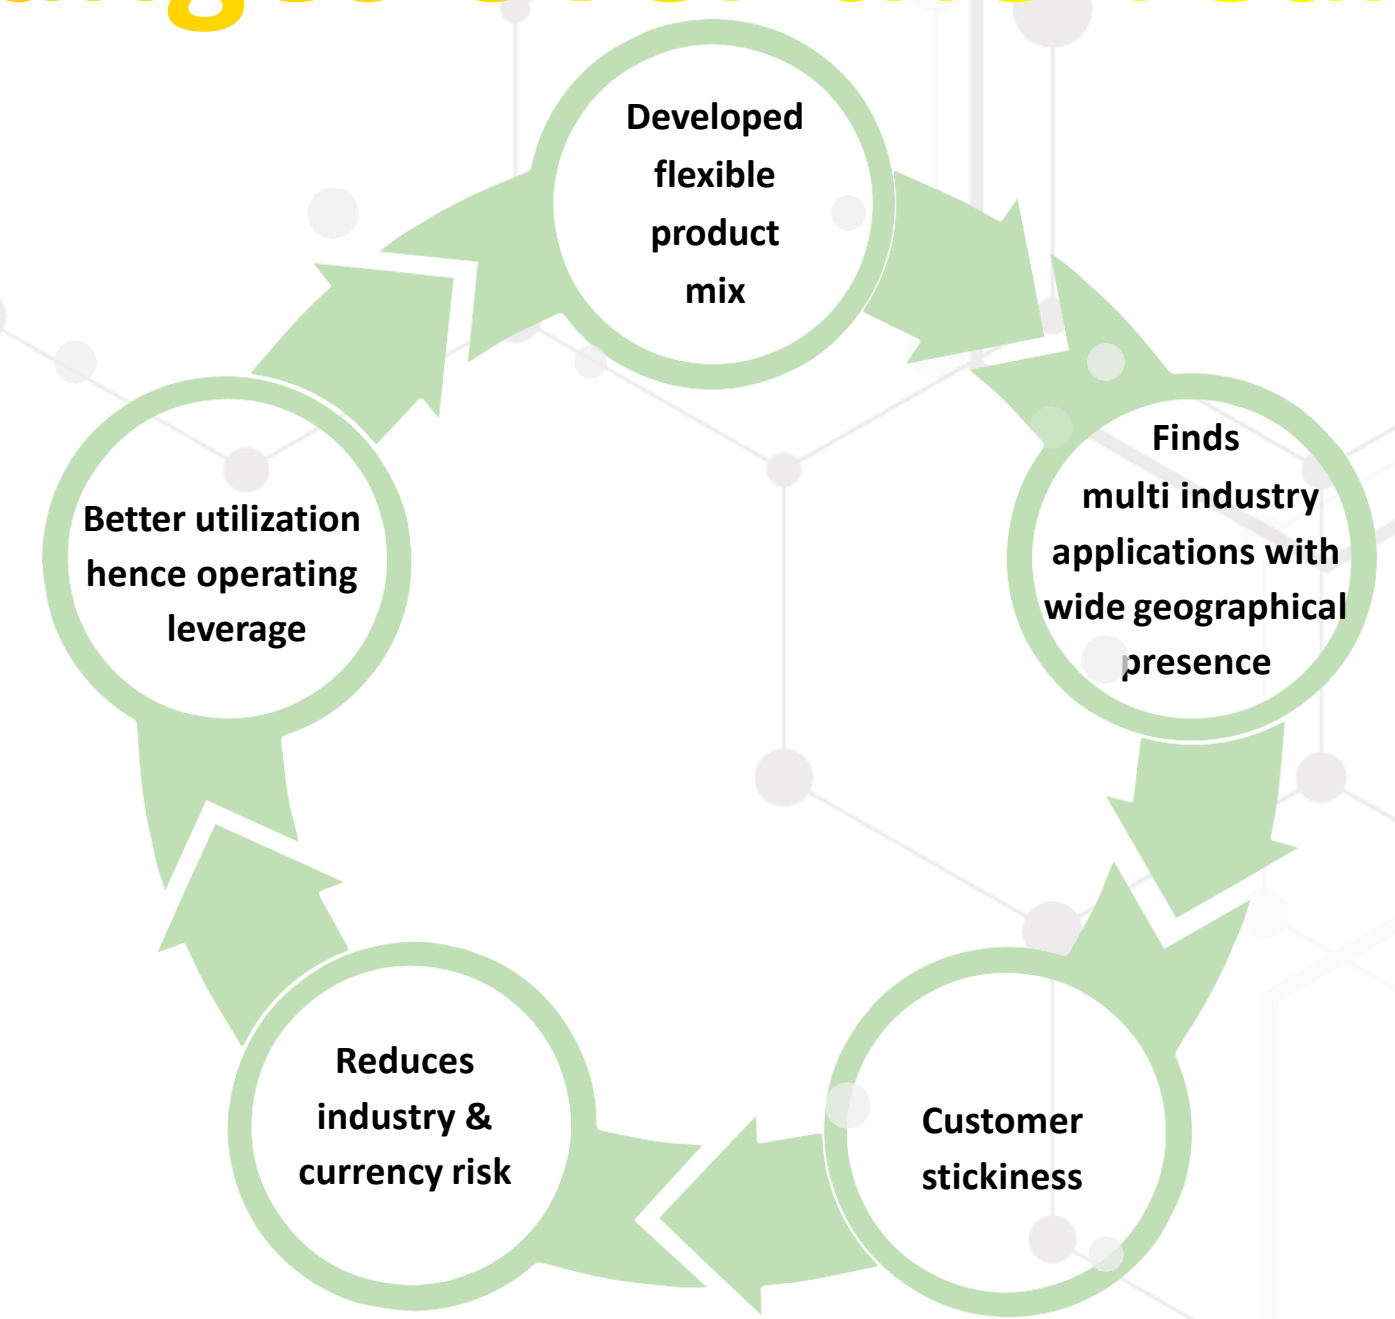 Developed
flexible
product
mix
Finds
multi industry
applications with
wide geographical
presence
Customer
stickiness
Reduces
industry &
currency risk
Better utilization
hence operating
leverage